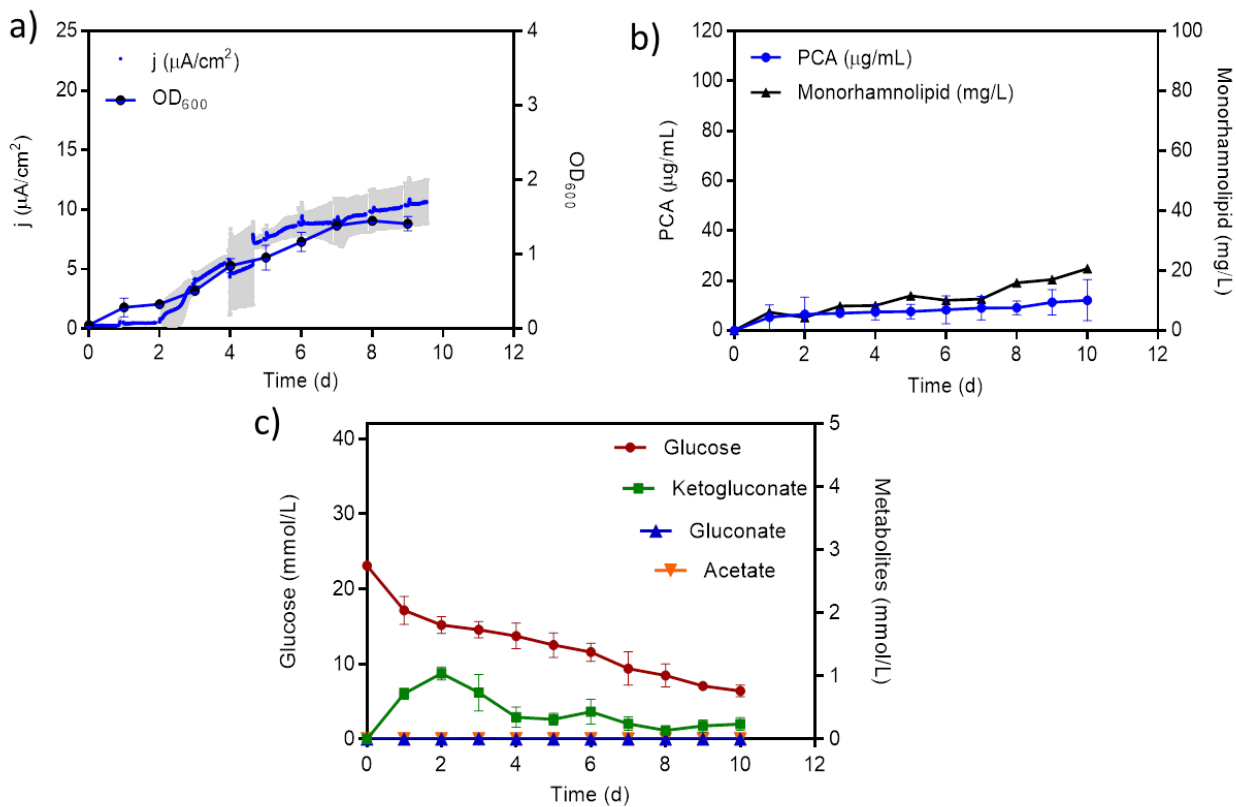 a)
25
20
15
10
5
0
j (μA/cm²)
j (μA/cm²)
OD₆₀₀
4
3
2
1
0
OD₆₀₀
0 2 4 6 8 10 12
Time (d)
b)
120
100
80
60
40
20
0
PCA (μg/mL)
PCA (μg/mL)
Monorhamnolipid (mg/L)
100
80
60
40
20
0
Monorhamnolipid (mg/L)
0 2 4 6 8 10 12
Time (d)
c)
40
30
20
10
0
Glucose (mmol/L)
Glucose
Ketogluconate
Gluconate
Acetate
5
4
3
2
1
0
Metabolites (mmol/L)
0 2 4 6 8 10 12
Time (d)